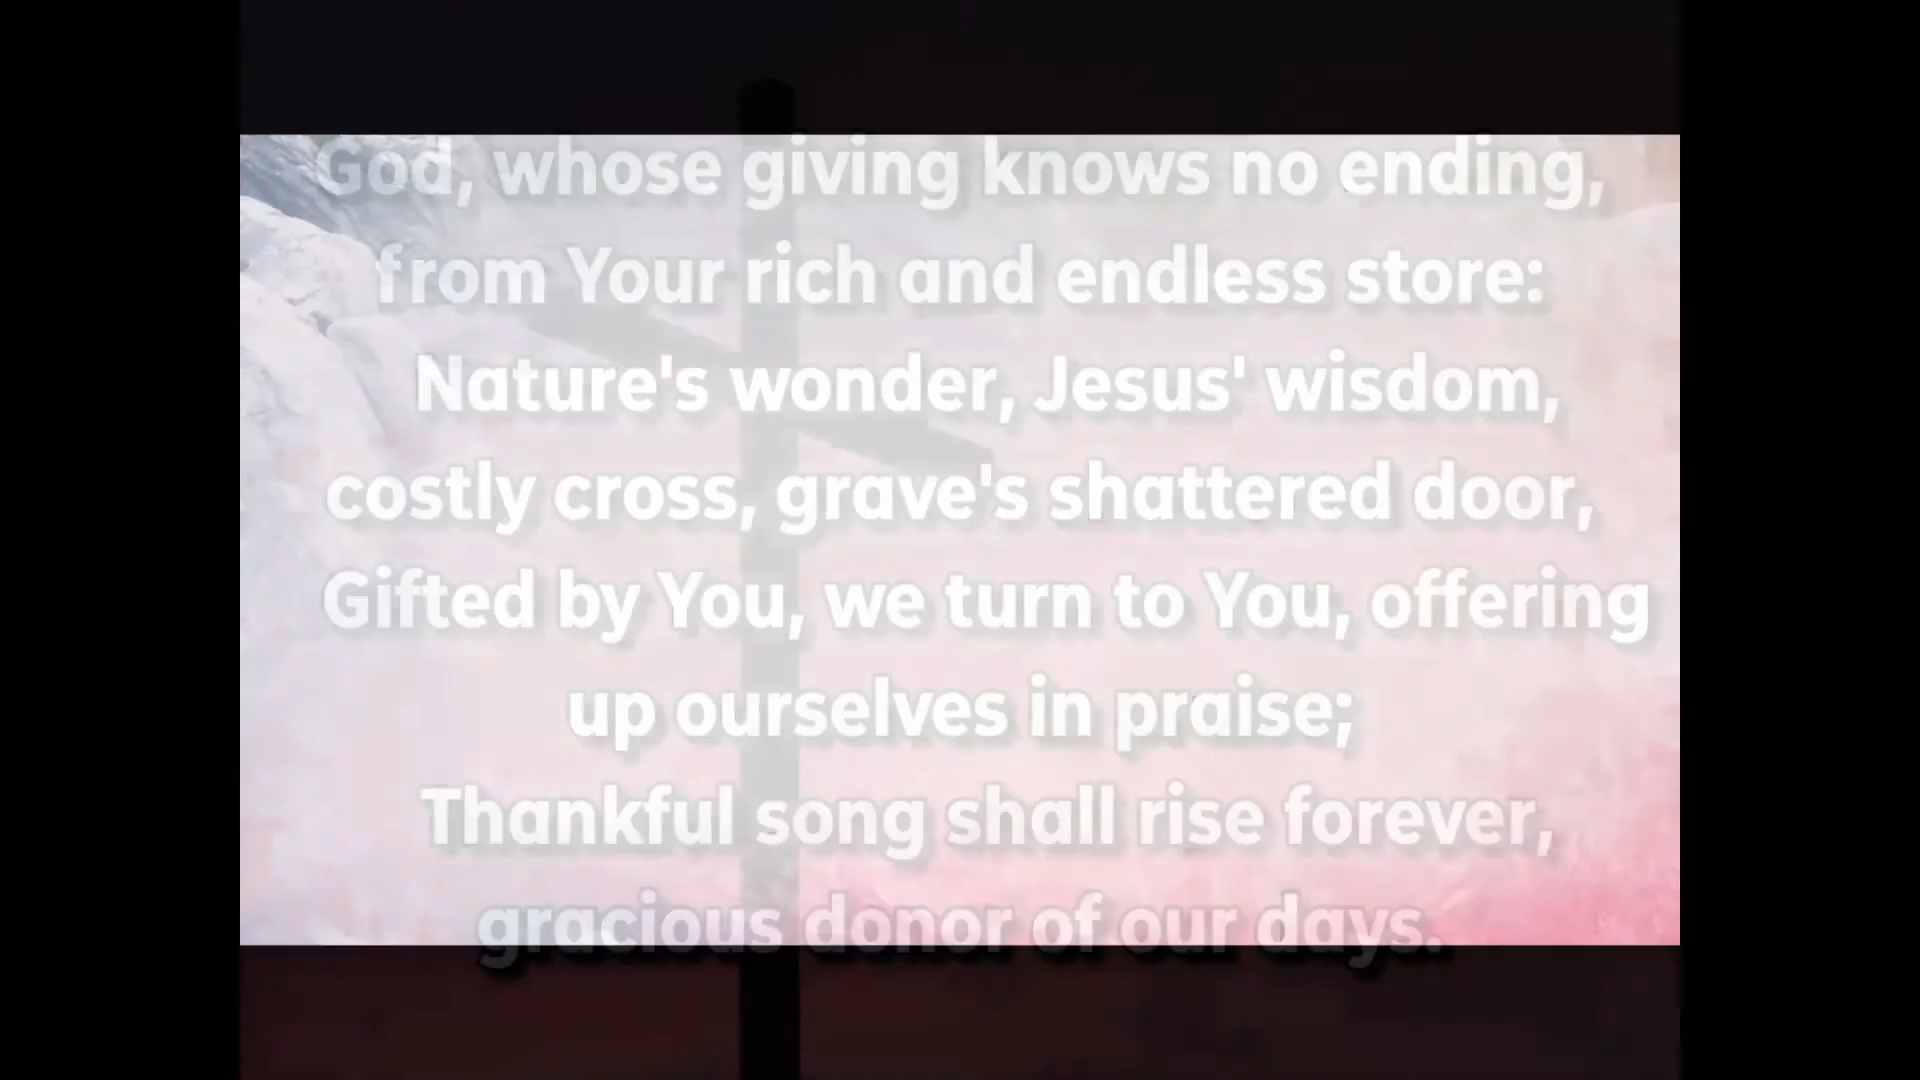 God, whose giving knows no ending,
from Your rich and endless store:
Nature's wonder, Jesus' wisdom,
costly cross, grave's shattered door,
Gifted by You, we turn to You, offering
up ourselves in praise;
Thankful song shall rise forever,
gracious donor of our days.